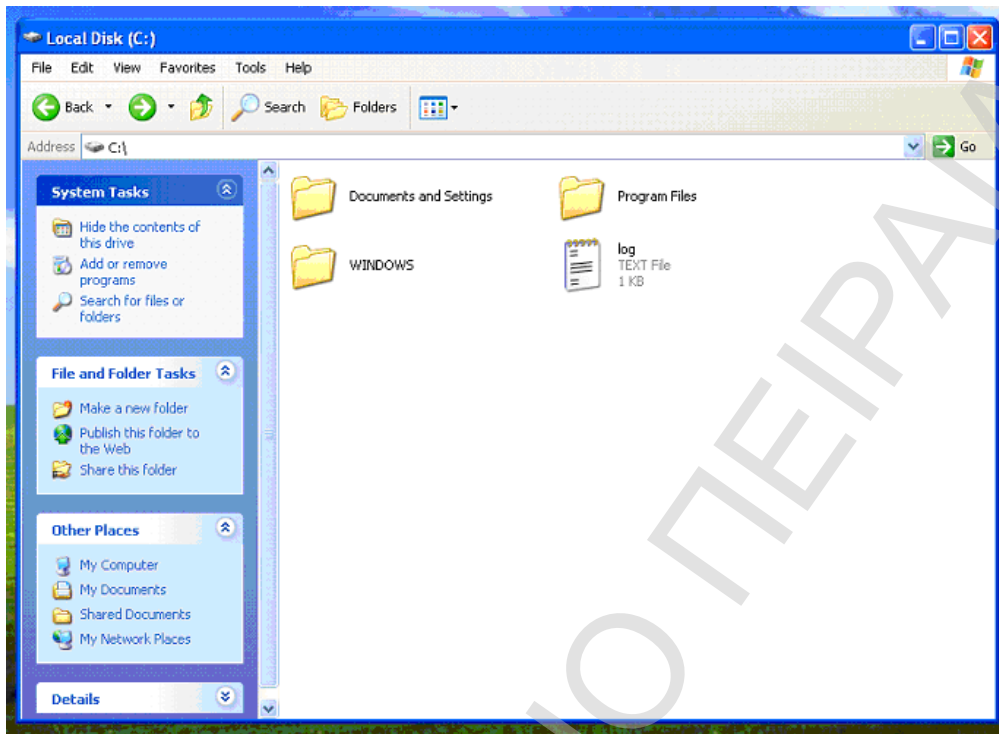 Local Disk (C:)
File Edit View Favorites Tools Help
Back Search Folders
Address C:\ Go
System Tasks
Hide the contents of
this drive
Add or remove
programs
Search for files or
folders
File and Folder Tasks
Make a new folder
Publish this folder to
the Web
Share this folder
Other Places
My Computer
My Documents
Shared Documents
My Network Places
Details
Documents and Settings
Program Files
WINDOWS
log
TEXT File
1 KB
Ο ΠΕΙΡΑ